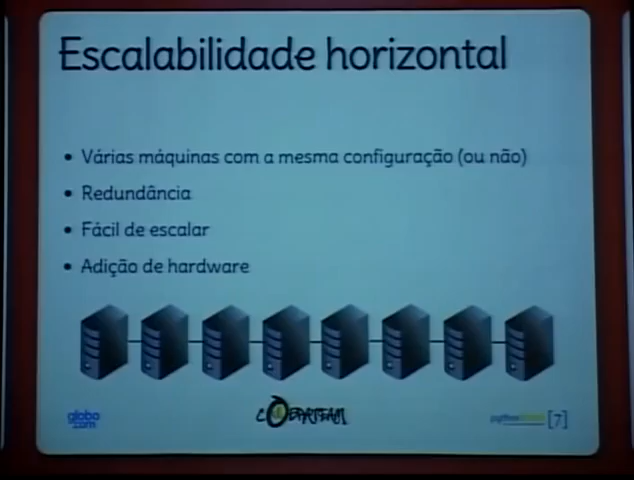 Escalabilidade horizontal
• Várias máquinas com a mesma configuração (ou não)
• Redundância
• Fácil de escalar
• Adição de hardware
globo
.com
[7]